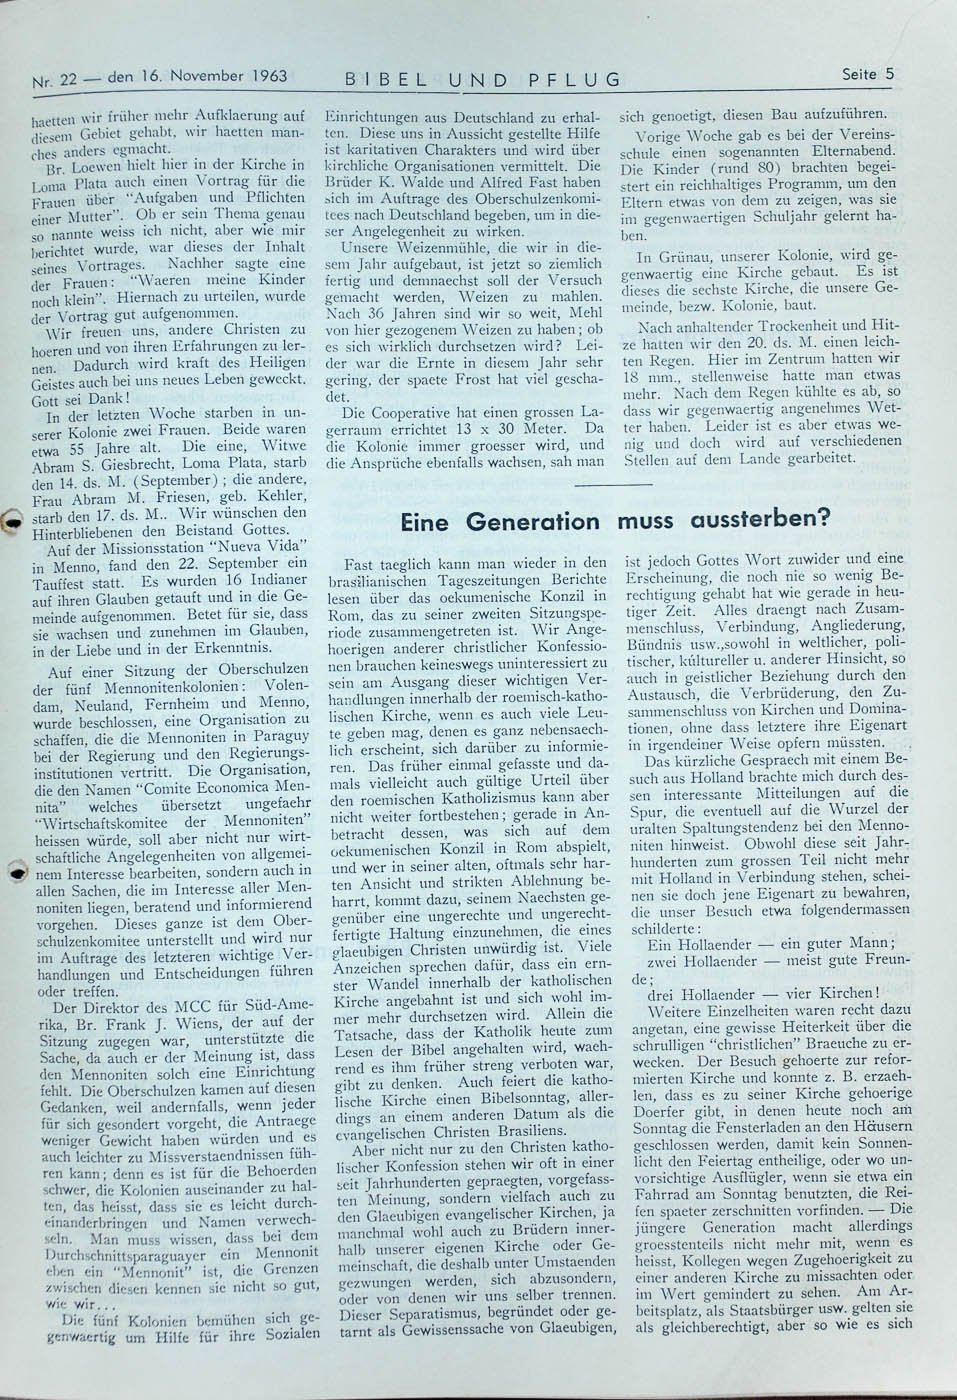 Nr. 22 — den 16. November 1963
BIBEL UND PFLUG
Seite 5
haetten wir früher mehr Aufklaerung auf
diesem Gebiet gehabt, wir haetten man-
ches anders egmacht.
Br. Loewen hielt hier in der Kirche in
Loma Plata auch einen Vortrag für die
Frauen über "Aufgaben und Pflichten
einer Mutter". Ob er sein Thema genau
so nannte weiss ich nicht, aber wie mir
berichtet wurde, war dieses der Inhalt
seines Vortrages. Nachher sagte eine
der Frauen: "Waeren meine Kinder
noch klein". Hiernach zu urteilen, wurde
der Vortrag gut aufgenommen.
Wir freuen uns, andere Christen zu
hoeren und von ihren Erfahrungen zu ler-
nen. Dadurch wird kraft des Heiligen
Geistes auch bei uns neues Leben geweckt.
Gott sei Dank!
In der letzten Woche starben in un-
serer Kolonie zwei Frauen. Beide waren
etwa 55 Jahre alt. Die eine, Witwe
Abram S. Giesbrecht, Loma Plata, starb
den 14. ds. M. (September); die andere,
Frau Abram M. Friesen, geb. Kehler,
starb den 17. ds. M.. Wir wünschen den
Hinterbliebenen den Beistand Gottes.
Auf der Missionsstation "Nueva Vida"
in Menno, fand den 22. September ein
Tauffest statt. Es wurden 16 Indianer
auf ihren Glauben getauft und in die Ge-
meinde aufgenommen. Betet für sie, dass
sie wachsen und zunehmen im Glauben,
in der Liebe und in der Erkenntnis.
Auf einer Sitzung der Oberschulzen
der fünf Mennonitenkolonien: Volen-
dam, Neuland, Fernheim und Menno,
wurde beschlossen, eine Organisation zu
schaffen, die die Mennoniten in Paraguy
bei der Regierung und den Regierungs-
institutionen vertritt. Die Organisation,
die den Namen "Comite Economica Men-
nita" welches übersetzt ungefaehr
"Wirtschaftskomitee der Mennoniten"
heissen würde, soll aber nicht nur wirt-
schaftliche Angelegenheiten von allgemei-
nem Interesse bearbeiten, sondern auch in
allen Sachen, die im Interesse aller Men-
noniten liegen, beratend und informierend
vorgehen. Dieses ganze ist dem Ober-
schulzenkomitee unterstellt und wird nur
im Auftrage des letzteren wichtige Ver-
handlungen und Entscheidungen führen
oder treffen.
Der Direktor des MCC für Süd-Ame-
rika, Br. Frank J. Wiens, der auf der
Sitzung zugegen war, unterstützte die
Sache, da auch er der Meinung ist, dass
den Mennoniten solch eine Einrichtung
fehlt. Die Oberschulzen kamen auf diesen
Gedanken, weil andernfalls, wenn jeder
für sich gesondert vorgeht, die Antraege
weniger Gewicht haben würden und es
auch leichter zu Missverstaendnissen füh-
ren kann; denn es ist für die Behoerden
schwer, die Kolonien auseinander zu hal-
ten, das heisst, dass sie es leicht durch-
einanderbringen und Namen verwech-
seln. Man muss wissen, dass bei dem
Durchschnittsparaguayer ein Mennonit
eben ein "Mennonit" ist, die Grenzen
zwischen diesen kennen sie nicht so gut,
wie wir...
Die fünf Kolonien bemühen sich ge-
genwaertig um Hilfe für ihre Sozialen
Einrichtungen aus Deutschland zu erhal-
ten. Diese uns in Aussicht gestellte Hilfe
ist karitativen Charakters und wird über
kirchliche Organisationen vermittelt. Die
Brüder K. Walde und Alfred Fast haben
sich im Auftrage des Oberschulzenkomi-
tees nach Deutschland begeben, um in die-
ser Angelegenheit zu wirken.
Unsere Weizenmühle, die wir in die-
sem Jahr aufgebaut, ist jetzt so ziemlich
fertig und demnaechst soll der Versuch
gemacht werden, Weizen zu mahlen.
Nach 36 Jahren sind wir so weit, Mehl
von hier gezogenem Weizen zu haben; ob
es sich wirklich durchsetzen wird? Lei-
der war die Ernte in diesem Jahr sehr
gering, der spaete Frost hat viel gescha-
det.
Die Cooperative hat einen grossen La-
gerraum errichtet 13 x 30 Meter. Da
die Kolonie immer groesser wird, und
die Ansprüche ebenfalls wachsen, sah man
sich genoetigt, diesen Bau aufzuführen.
Vorige Woche gab es bei der Vereins-
schule einen sogenannten Elternabend.
Die Kinder (rund 80) brachten begei-
stert ein reichhaltiges Programm, um den
Eltern etwas von dem zu zeigen, was sie
im gegenwaertigen Schuljahr gelernt ha-
ben.
In Grünau, unserer Kolonie, wird ge-
genwaertig eine Kirche gebaut. Es ist
dieses die sechste Kirche, die unsere Ge-
meinde, bezw. Kolonie, baut.
Nach anhaltender Trockenheit und Hit-
ze hatten wir den 20. ds. M. einen leich-
ten Regen. Hier im Zentrum hatten wir
18 mm., stellenweise hatte man etwas
mehr. Nach dem Regen kühlte es ab, so
dass wir gegenwaertig angenehmes Wet-
ter haben. Leider ist es aber etwas we-
nig und doch wird auf verschiedenen
Stellen auf dem Lande gearbeitet.
Eine Generation muss aussterben?
Fast taeglich kann man wieder in den
brasilianischen Tageszeitungen Berichte
lesen über das oekumenische Konzil in
Rom, das zu seiner zweiten Sitzungspe-
riode zusammengetreten ist. Wir Ange-
hoerigen anderer christlicher Konfessio-
nen brauchen keineswegs uninteressiert zu
sein am Ausgang dieser wichtigen Ver-
handlungen innerhalb der roemisch-katho-
lischen Kirche, wenn es auch viele Leu-
te geben mag, denen es ganz nebensaech-
lich erscheint, sich darüber zu informie-
ren. Das früher einmal gefasste und da-
mals vielleicht auch gültige Urteil über
den roemischen Katholizismus kann aber
nicht weiter fortbestehen; gerade in An-
betracht dessen, was sich auf dem
oekumenischen Konzil in Rom abspielt,
und wer in seiner alten, oftmals sehr har-
ten Ansicht und strikten Ablehnung be-
harrt, kommt dazu, seinem Naechsten ge-
genüber eine ungerechte und ungerecht-
fertigte Haltung einzunehmen, die eines
glaeubigen Christen unwürdig ist. Viele
Anzeichen sprechen dafür, dass ein ern-
ster Wandel innerhalb der katholischen
Kirche angebahnt ist und sich wohl im-
mer mehr durchsetzen wird. Allein die
Tatsache, dass der Katholik heute zum
Lesen der Bibel angehalten wird, waeh-
rend es ihm früher streng verboten war,
gibt zu denken. Auch feiert die katho-
lische Kirche einen Bibelsonntag, aller-
dings an einem anderen Datum als die
evangelischen Christen Brasiliens.
Aber nicht nur zu den Christen katho-
lischer Konfession stehen wir oft in einer
seit Jahrhunderten gepraegten, vorgefass-
ten Meinung, sondern vielfach auch zu
den Glaeubigen evangelischer Kirchen, ja
manchmal wohl auch zu Brüdern inner-
halb unserer eigenen Kirche oder Ge-
meinschaft, die deshalb unter Umstaenden
gezwungen werden, sich abzusondern,
oder von denen wir uns selber trennen.
Dieser Separatismus, begründet oder ge-
tarnt als Gewissenssache von Glaeubigen,
ist jedoch Gottes Wort zuwider und eine
Erscheinung, die noch nie so wenig Be-
rechtigung gehabt hat wie gerade in heu-
tiger Zeit. Alles draengt nach Zusam-
menschluss, Verbindung, Angliederung,
Bündnis usw.,sowohl in weltlicher, poli-
tischer, kültureller u. anderer Hinsicht, so
auch in geistlicher Beziehung durch den
Austausch, die Verbrüderung, den Zu-
sammenschluss von Kirchen und Domina-
tionen, ohne dass letztere ihre Eigenart
in irgendeiner Weise opfern müssten.
Das kürzliche Gespraech mit einem Be-
such aus Holland brachte mich durch des-
sen interessante Mitteilungen auf die
Spur, die eventuell auf die Wurzel der
uralten Spaltungstendenz bei den Menno-
niten hinweist. Obwohl diese seit Jahr-
hunderten zum grossen Teil nicht mehr
mit Holland in Verbindung stehen, schei-
nen sie doch jene Eigenart zu bewahren,
die unser Besuch etwa folgendermassen
schilderte:
Ein Hollaender — ein guter Mann;
zwei Hollaender — meist gute Freun-
de;
drei Hollaender — vier Kirchen!
Weitere Einzelheiten waren recht dazu
angetan, eine gewisse Heiterkeit über die
schrulligen "christlichen" Braeuche zu er-
wecken. Der Besuch gehoerte zur refor-
mierten Kirche und konnte z. B. erzaeh-
len, dass es zu seiner Kirche gehoerige
Doerfer gibt, in denen heute noch am
Sonntag die Fensterladen an den Häusern
geschlossen werden, damit kein Sonnen-
licht den Feiertag entheilige, oder wo un-
vorsichtige Ausflügler, wenn sie etwa ein
Fahrrad am Sonntag benutzten, die Rei-
fen spaeter zerschnitten vorfinden. — Die
jüngere Generation macht allerdings
groesstenteils nicht mehr mit, wenn es
heisst, Kollegen wegen Zugehoerigkeit zu
einer anderen Kirche zu missachten oder
im Wert gemindert zu sehen. Am Ar-
beitsplatz, als Staatsbürger usw. gelten sie
als gleichberechtigt, aber so wie es sich